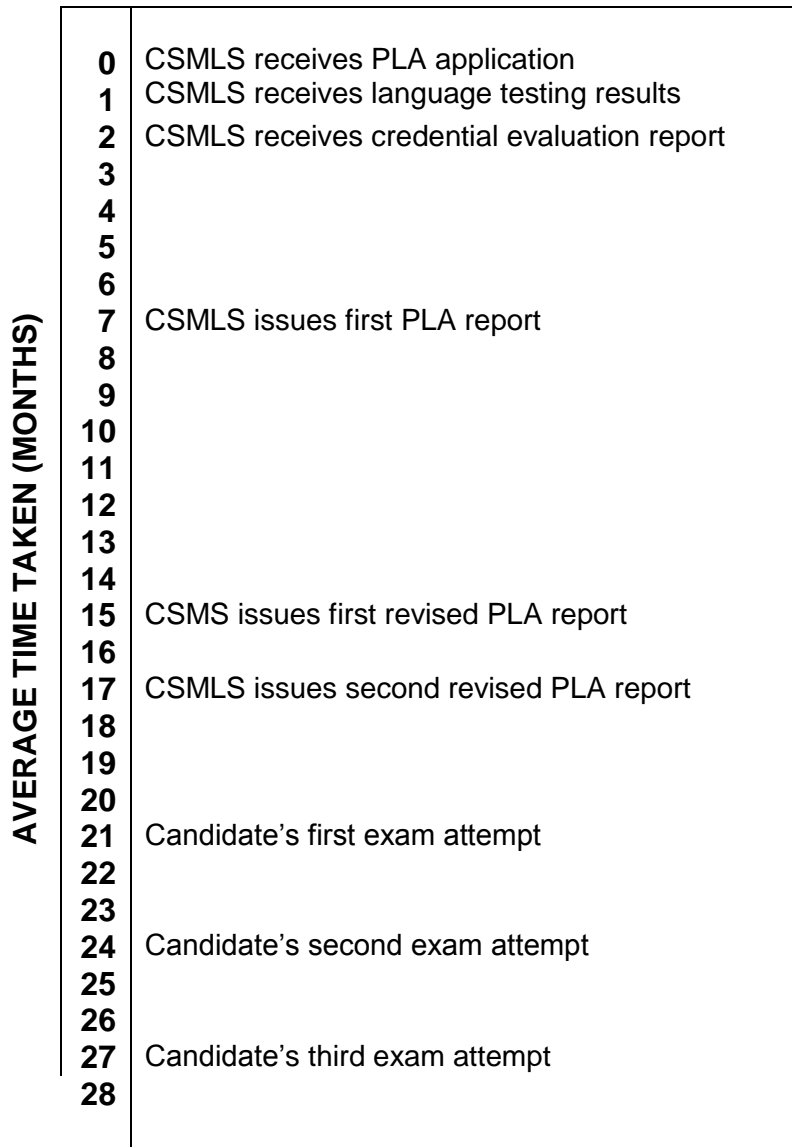 AVERAGE TIME TAKEN (MONTHS)
0 CSMLS receives PLA application
1 CSMLS receives language testing results
2 CSMLS receives credential evaluation report
3
4
5
6
7 CSMLS issues first PLA report
8
9
10
11
12
13
14
15 CSMS issues first revised PLA report
16
17 CSMLS issues second revised PLA report
18
19
20
21 Candidate’s first exam attempt
22
23
24 Candidate’s second exam attempt
25
26
27 Candidate’s third exam attempt
28